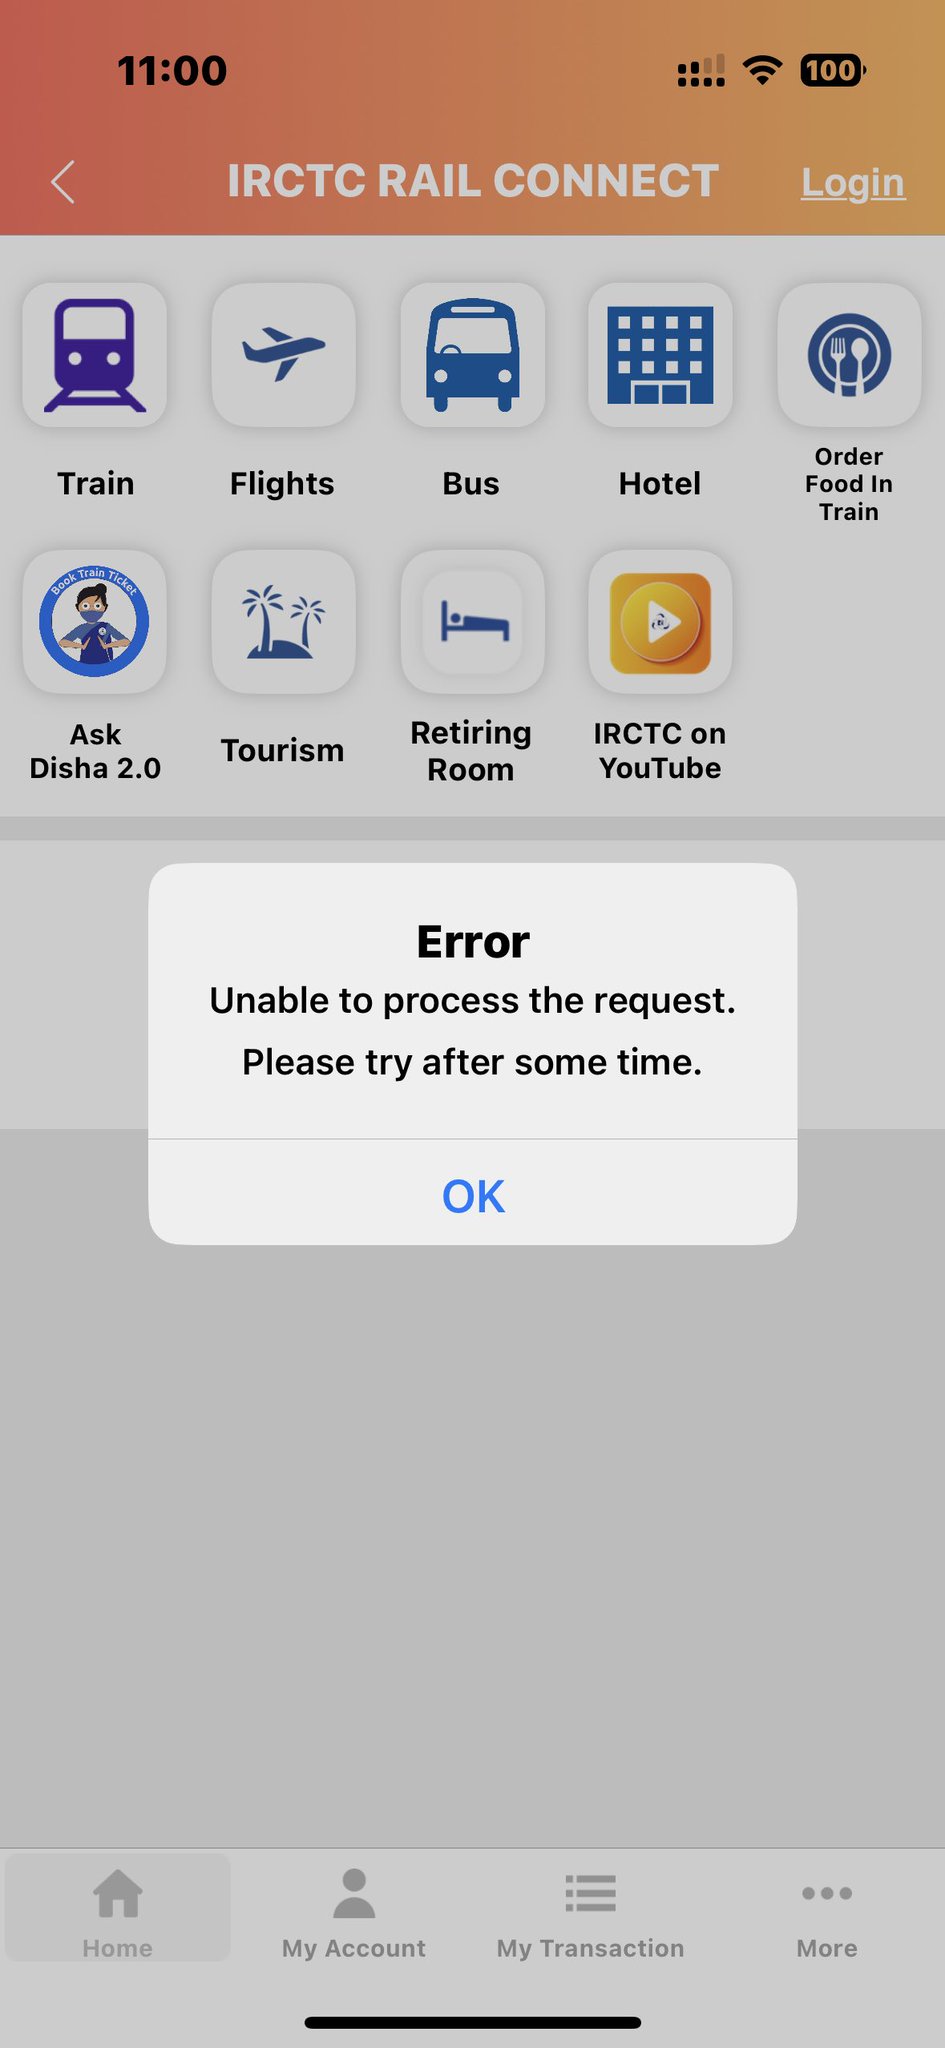 11:00
100
IRCTC RAIL CONNECT
Login
Train
Flights
Bus
Hotel
Order
Food In
Train
Book Train Ticket
Ask
Disha 2.0
Tourism
Retiring
Room
IRCTC on
YouTube
Error
Unable to process the request.
Please try after some time.
OK
Home
My Account
My Transaction
More